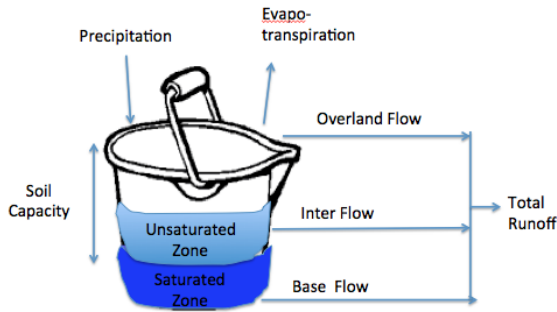 Evapo-
transpiration
Precipitation
Overland Flow
Soil
Capacity
Inter Flow
Total
Runoff
Unsaturated
Zone
Saturated
Zone
Base Flow